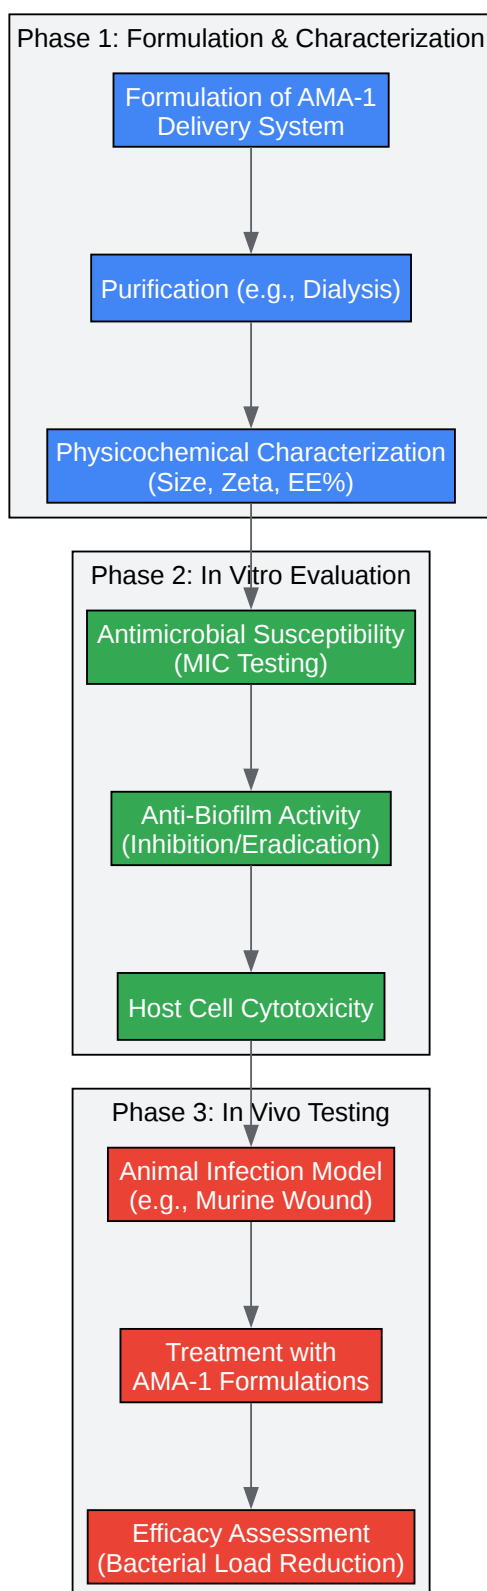 Phase 1: Formulation & Characterization
Formulation of AMA-1
Delivery System
Purification (e.g., Dialysis)
Physicochemical Characterization
(Size, Zeta, EE%)
Phase 2: In Vitro Evaluation
Antimicrobial Susceptibility
(MIC Testing)
Anti-Biofilm Activity
(Inhibition/Eradication)
Host Cell Cytotoxicity
Phase 3: In Vivo Testing
Animal Infection Model
(e.g., Murine Wound)
Treatment with
AMA-1 Formulations
Efficacy Assessment
(Bacterial Load Reduction)